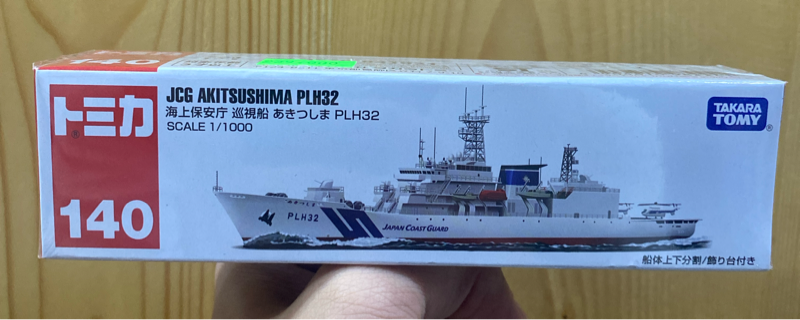 140
トミカ
®
140
JCG AKITSUSHIMA PLH32
海上保安庁 巡視船 あきつしま PLH32
SCALE 1/1000
TAKARA
TOMY
PLH32
JAPAN COAST GUARD
船体上下分割/飾り台付き